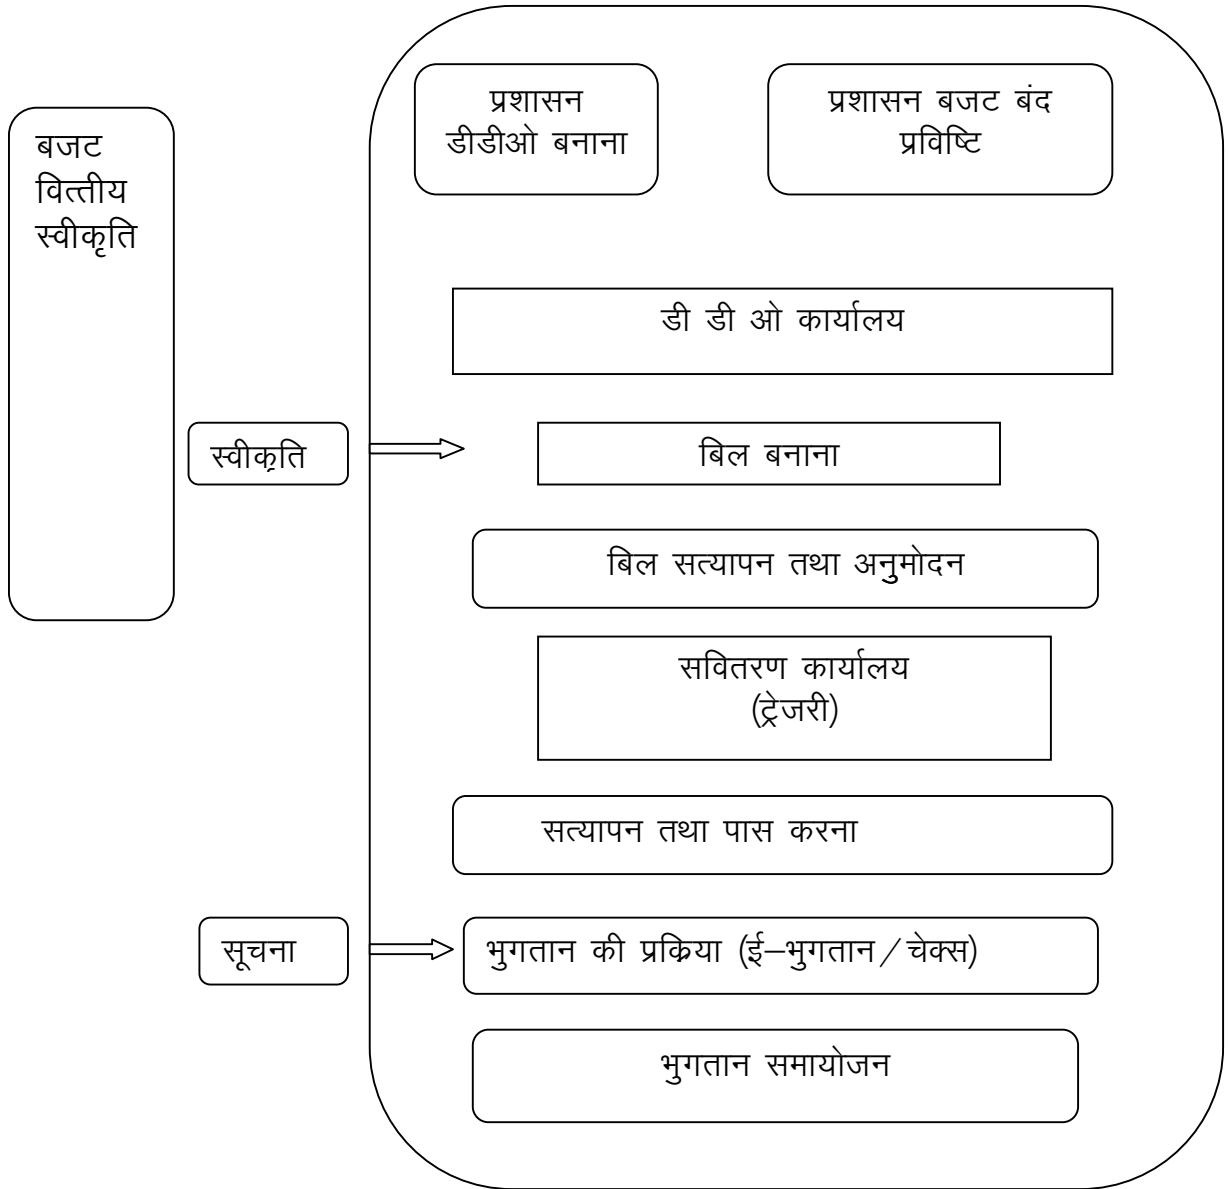 प्रशासन
डीडीओ बनाना
प्रशासन बजट बंद
प्रविष्टि
बजट
वित्तीय
स्वीकृति
डी डी ओ कार्यालय
स्वीकृति
बिल बनाना
बिल सत्यापन तथा अनुमोदन
सवितरण कार्यालय
(ट्रेजरी)
सत्यापन तथा पास करना
सूचना
भुगतान की प्रक्रिया (ई–भुगतान/चेक्स)
भुगतान समायोजन